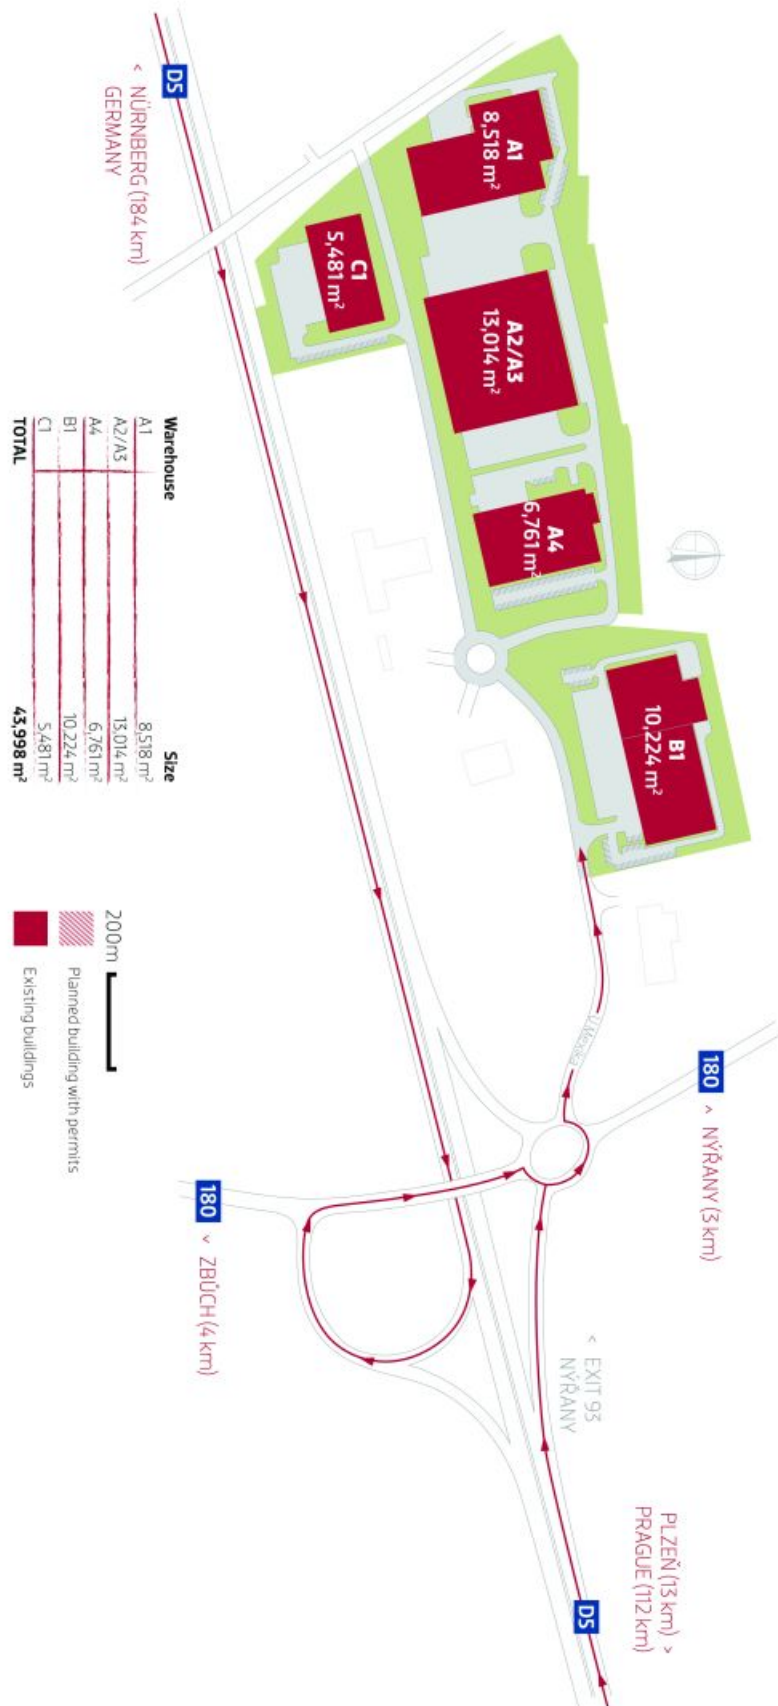 D5
< NÜRNBERG (184 km)
GERMANY
A1
8,518 m²
C1
5,481 m²
A2/A3
13,014 m²
A4
6,761 m²
B1
10,224 m²
U Mexika
180
^ NÝŘANY (3 km)
180
˅ ZBŮCH (4 km)
< EXIT 93
NÝŘANY
PLZEŇ (13 km) >
PRAGUE (112 km)
D5
Warehouse Size
A1 8,518 m²
A2/A3 13,014 m²
A4 6,761 m²
B1 10,224 m²
C1 5,481 m²
TOTAL 43,998 m²
200m
Planned building with permits
Existing buildings